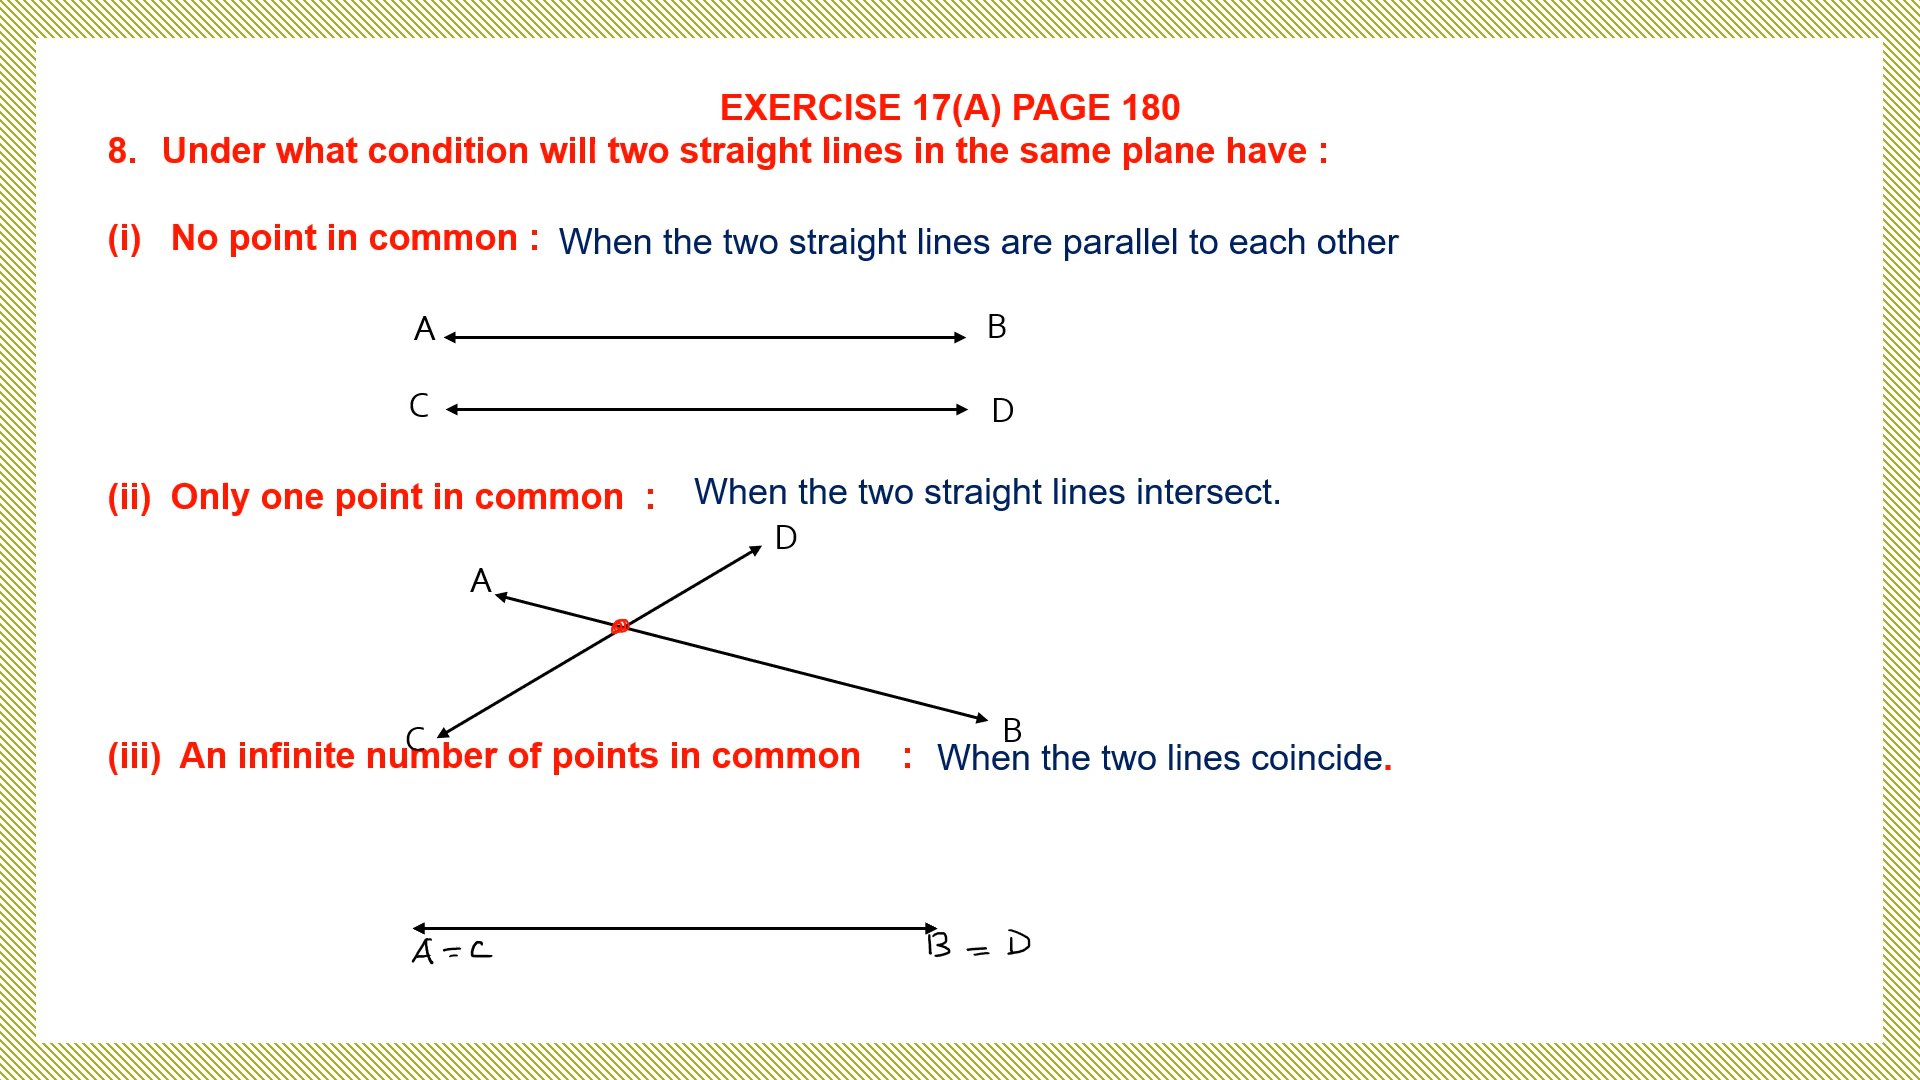 EXERCISE 17(A) PAGE 180
8. Under what condition will two straight lines in the same plane have :
(i) No point in common : When the two straight lines are parallel to each other
A B
C D
(ii) Only one point in common : When the two straight lines intersect.
D
A
C B
(iii) An infinite number of points in common : When the two lines coincide.
A = C B = D